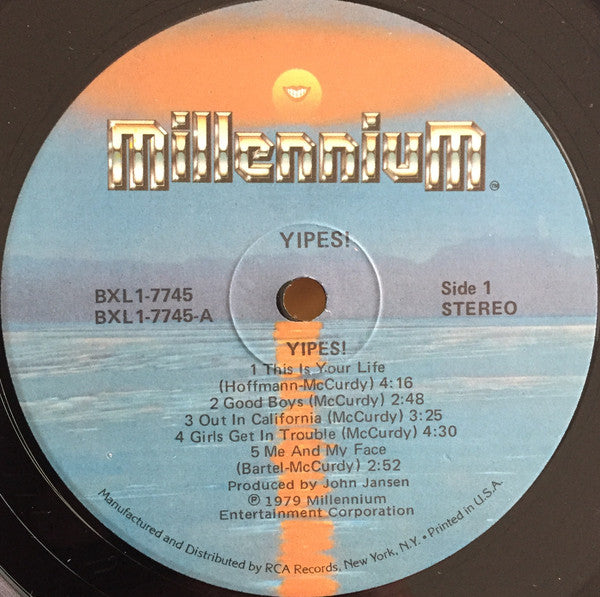 MillenniuM
TM
YIPES!
BXL1-7745
BXL1-7745-A
Side 1
STEREO
YIPES!
1 This Is Your Life
(Hoffmann-McCurdy) 4:16
2 Good Boys (McCurdy) 2:48
3 Out In California (McCurdy) 3:25
4 Girls Get In Trouble (McCurdy) 4:30
5 Me And My Face
(Bartel-McCurdy) 2:52
Produced by John Jansen
℗ 1979 Millennium
Entertainment Corporation
Manufactured and Distributed by RCA Records, New York, N.Y. • Printed in U.S.A.